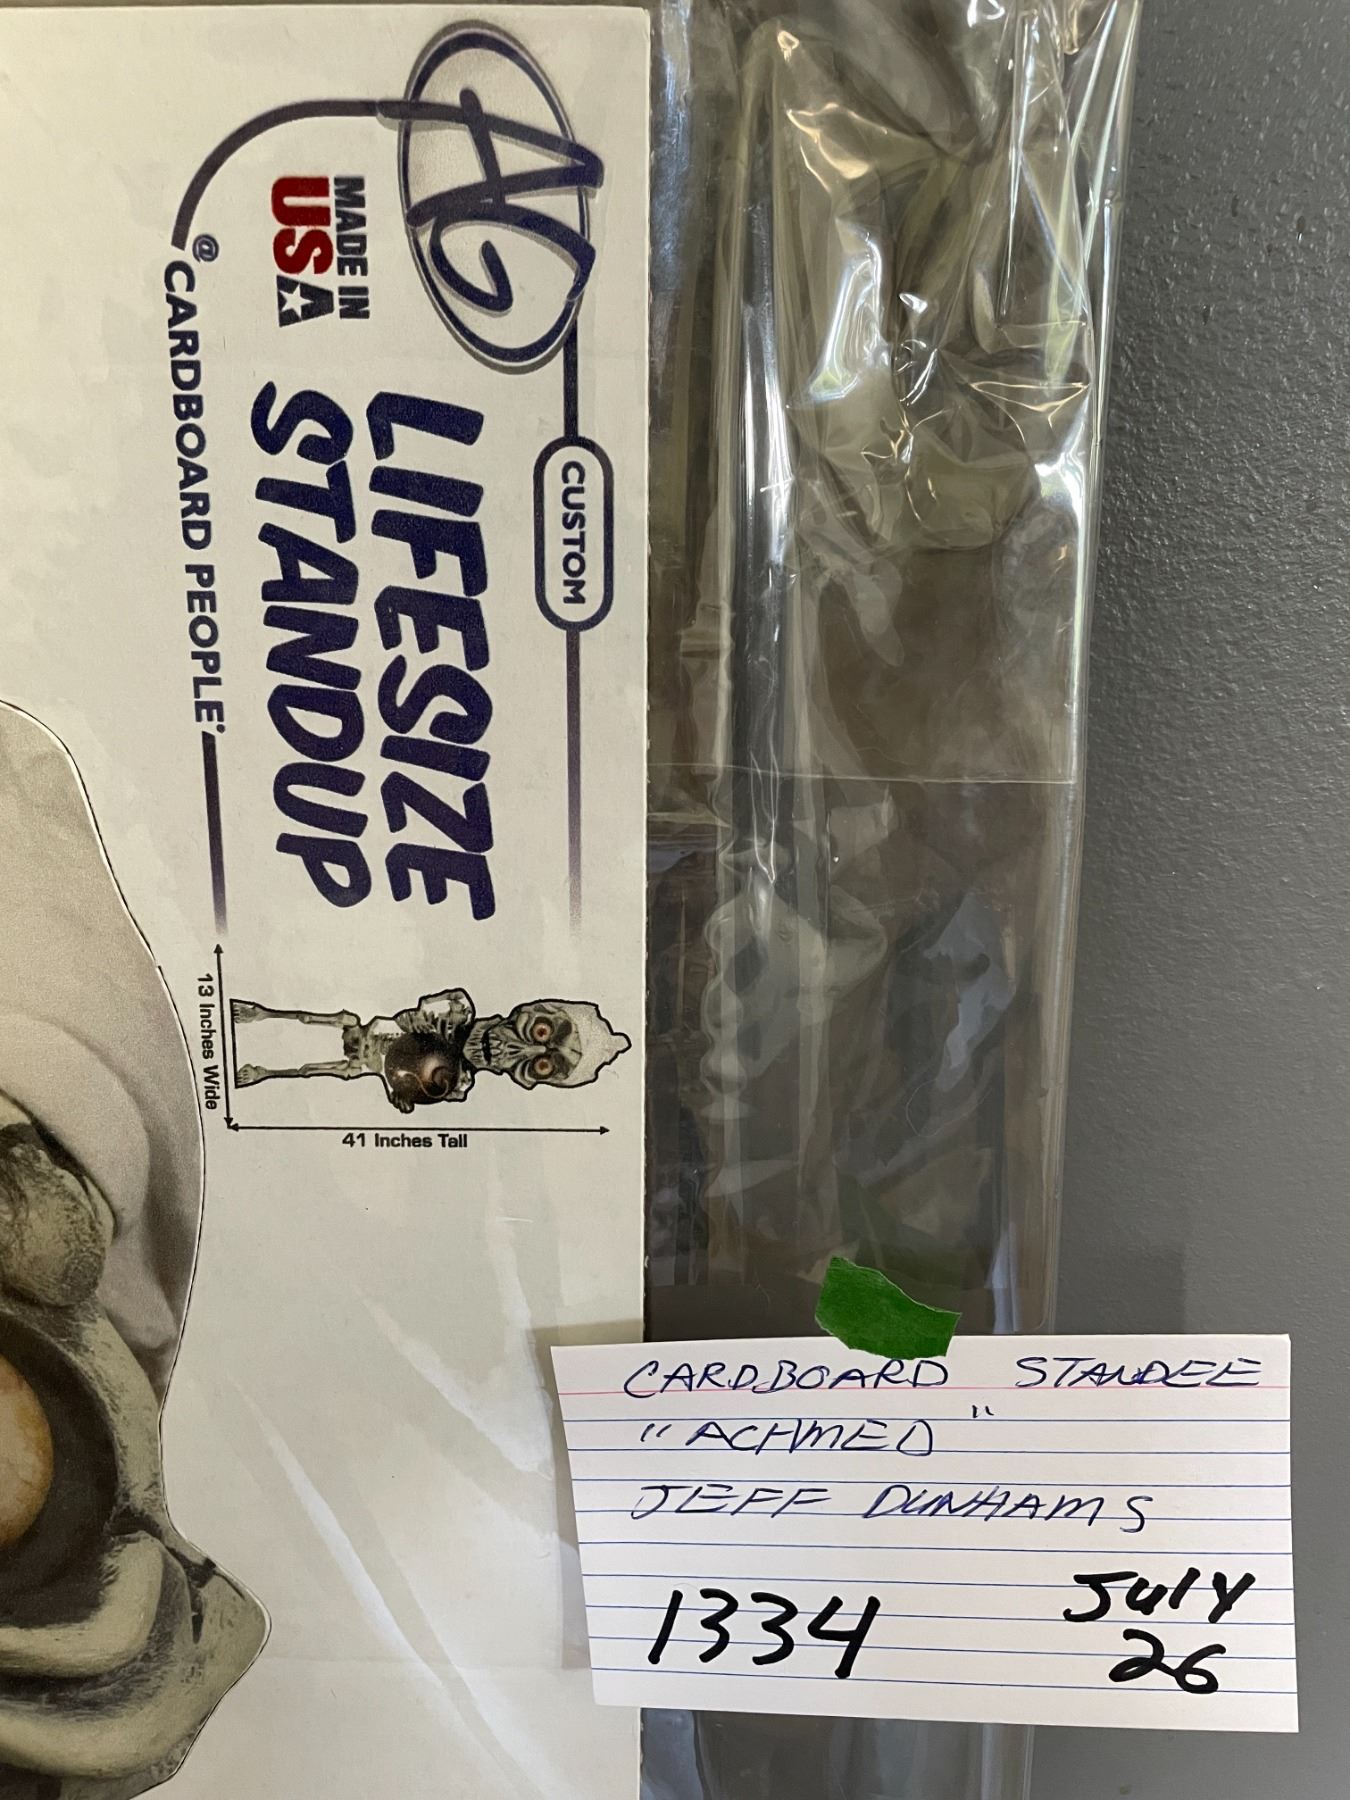 AG
CUSTOM
MADE IN
USA
LIFESIZE
STANDUP
@CARDBOARD PEOPLE
13 Inches Wide
41 Inches Tall
CARDBOARD STANDEE
"ACHMED"
JEFF DUNHAMS
1334
July
26